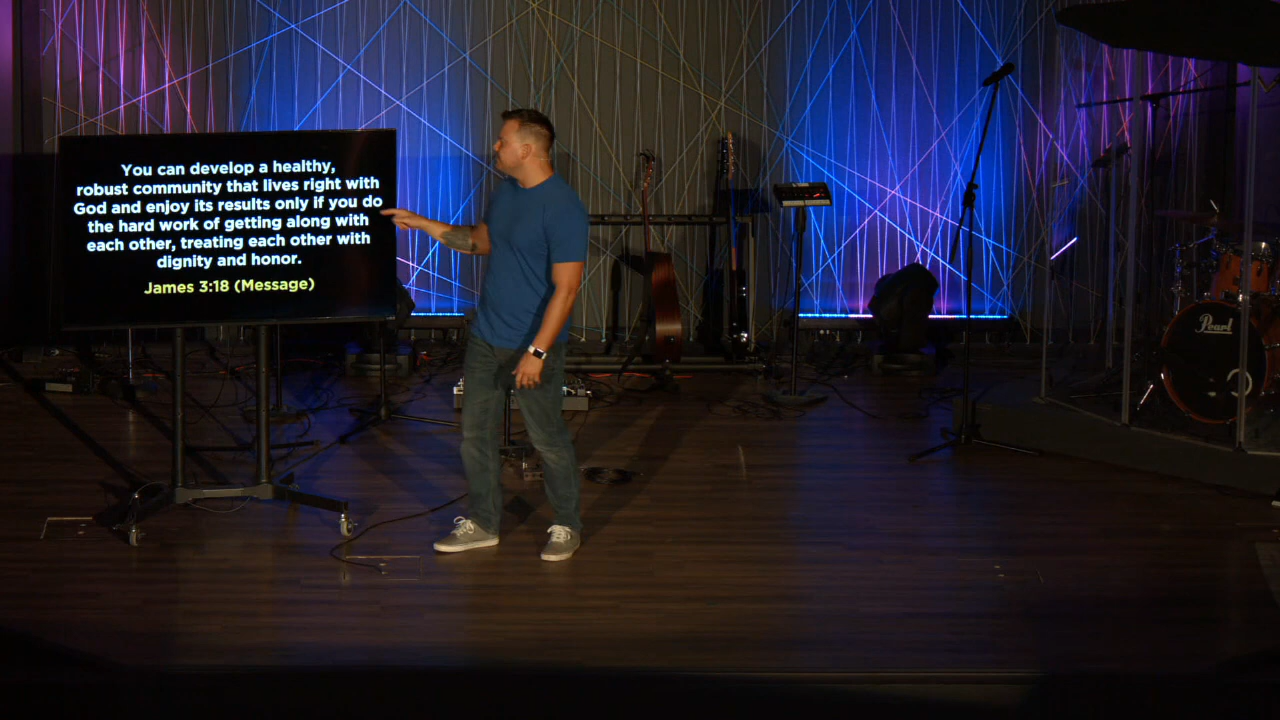 You can develop a healthy,
robust community that lives right with
God and enjoy its results only if you do
the hard work of getting along with
each other, treating each other with
dignity and honor.
James 3:18 (Message)
Pearl